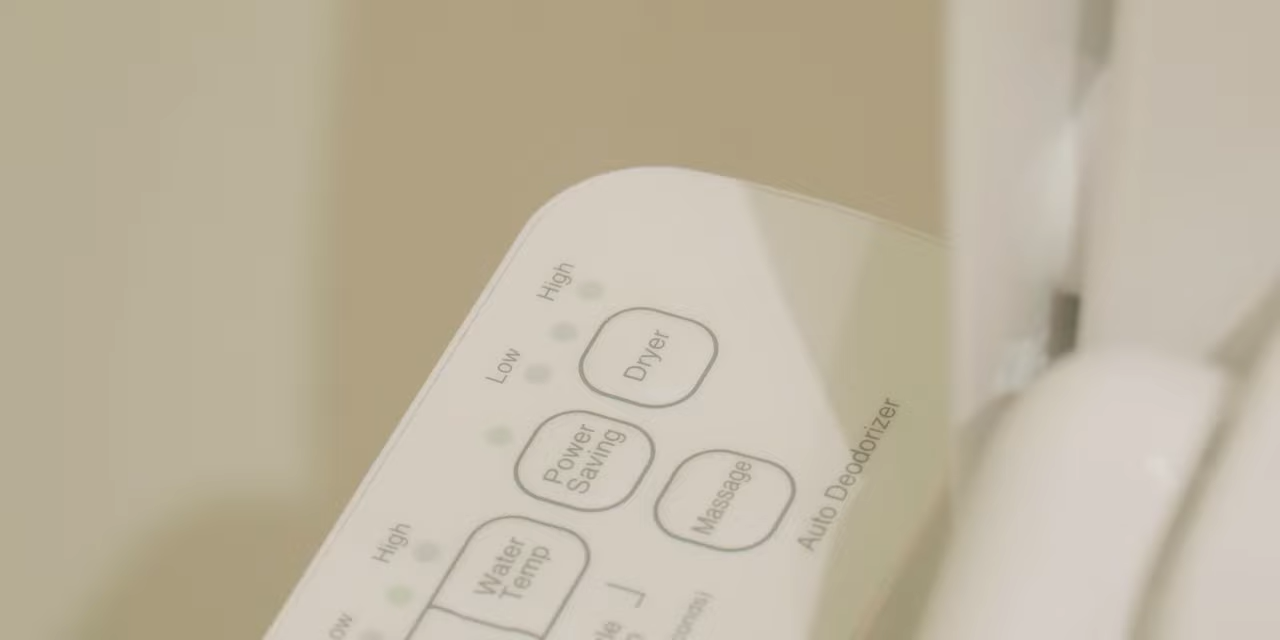 High
Dryer
Low
Power
Saving
Massage
Auto Deodorizer
High
Water
Temp